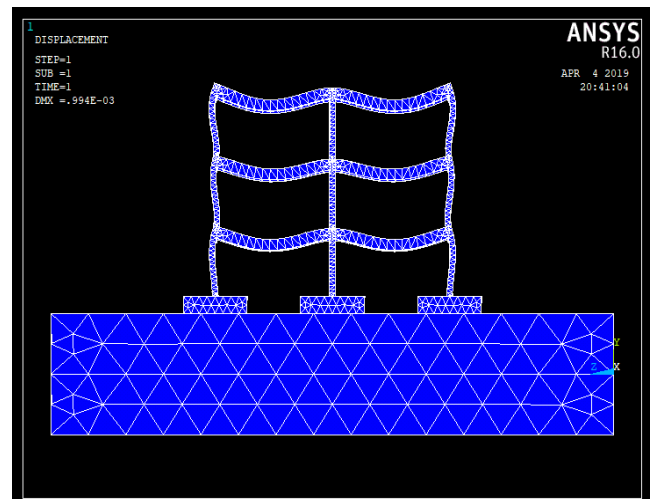 1
DISPLACEMENT
STEP=1
SUB =1
TIME=1
DMX =.994E-03
ANSYS
R16.0
APR 4 2019
20:41:04
Y
Z X